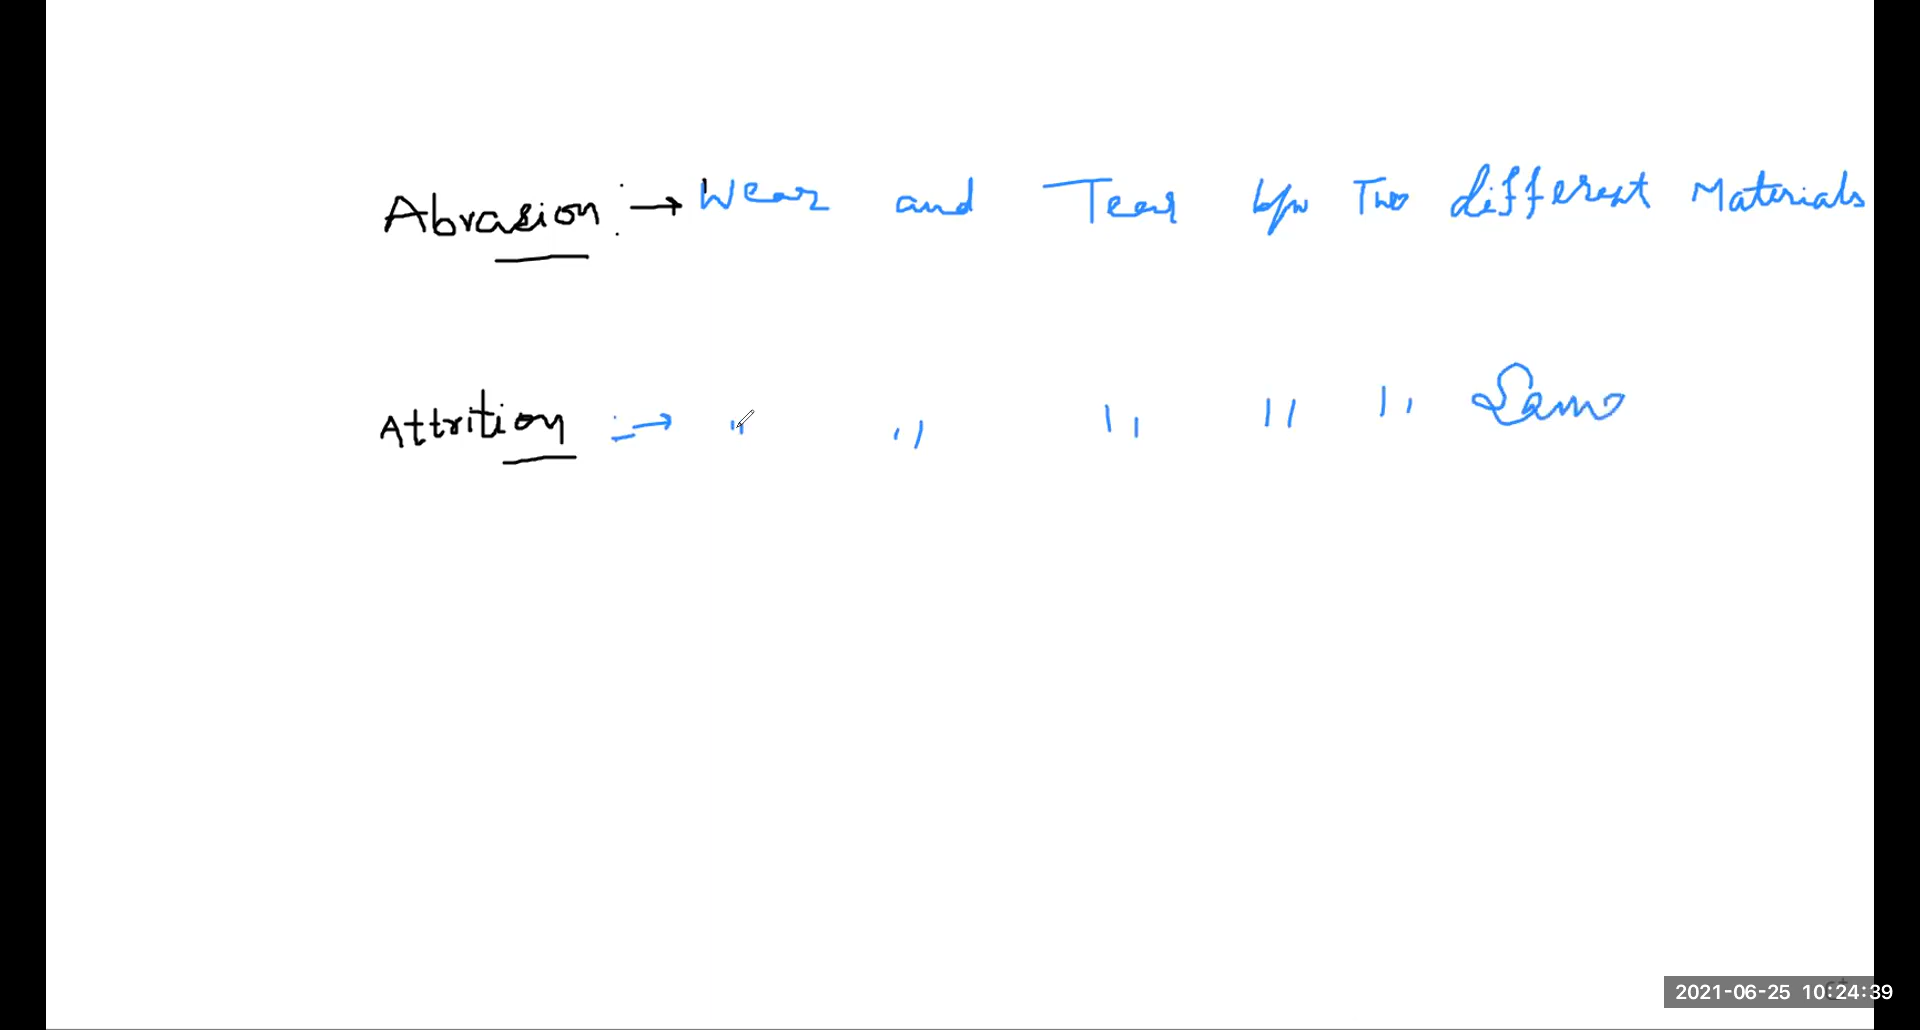 Abrasion : → Wear and Tear b/w Two different Materials
Attrition :- → " " " " " Same
2021-06-25 10:24:39